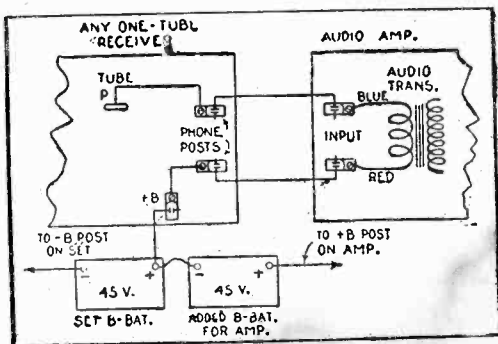 ANY ONE-TUBE
RECEIVER
AUDIO AMP.
TUBE
P
BLUE
AUDIO
TRANS.
PHONE
POSTS
INPUT
RED
+B
TO -B POST
ON SET
TO +B POST
ON AMP.
- +
- +
45 V.
45 V.
SET B-BAT.
ADDED B-BAT.
FOR AMP.